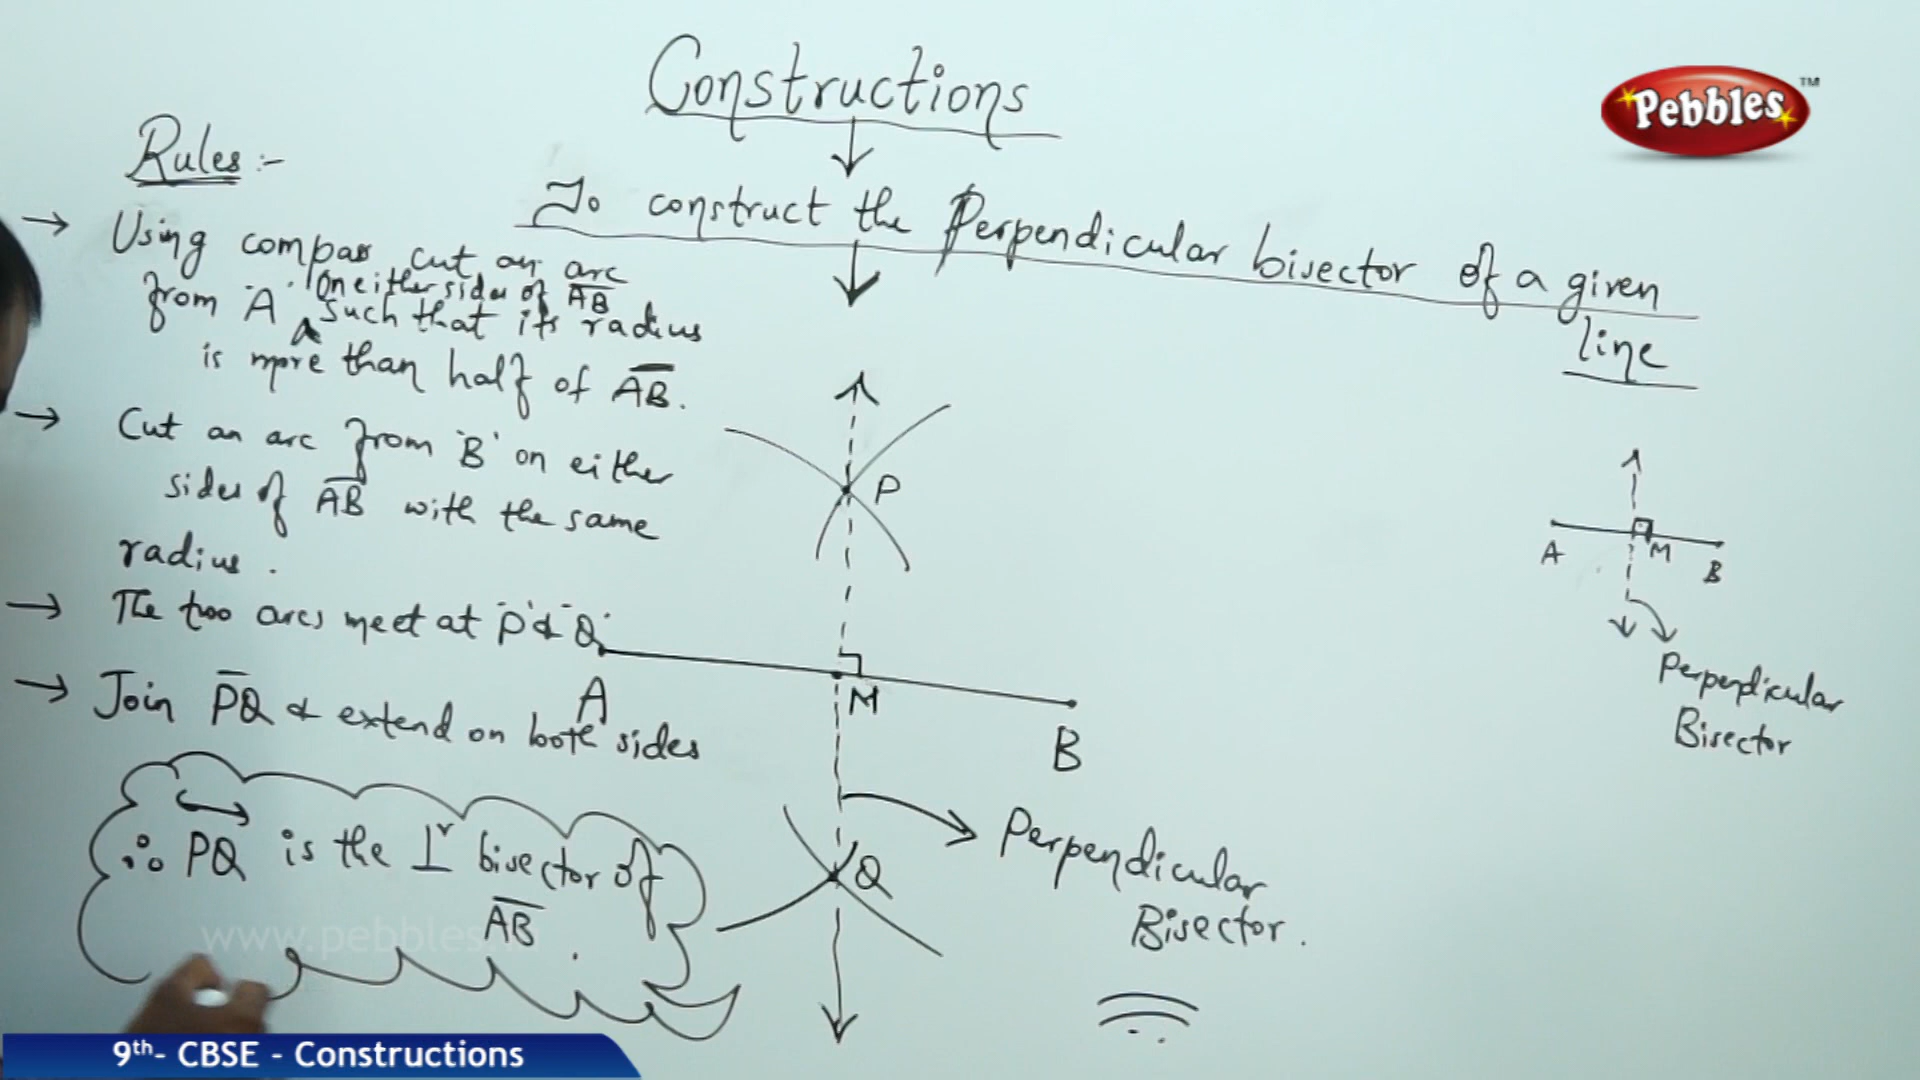 Constructions
Pebbles™
Rules :-
To construct the Perpendicular bisector of a given
line
→ Using compass cut an arc
on either sides of AB
from 'A' such that its radius
is more than half of AB.
→ Cut an arc from 'B' on either
sides of AB with the same
radius.
→ The two arcs meet at 'P' & 'Q'
→ Join PQ & extend on both sides
∴ PQ is the ⊥r bisector of
AB.
P
A
M
B
Q
Perpendicular
Bisector.
A
M
B
Perpendicular
Bisector
9th- CBSE - Constructions